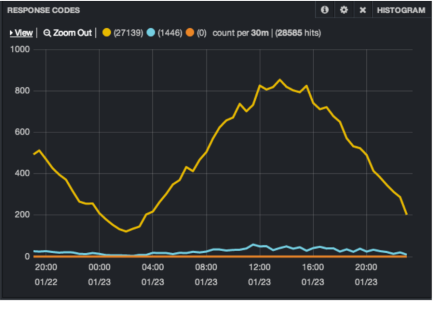 RESPONSE CODES HISTOGRAM
View | Zoom Out | (27139) (1446) (0) count per 30m | (28585 hits)
1000
800
600
400
200
0
20:00 00:00 04:00 08:00 12:00 16:00 20:00
01/22 01/23 01/23 01/23 01/23 01/23 01/23